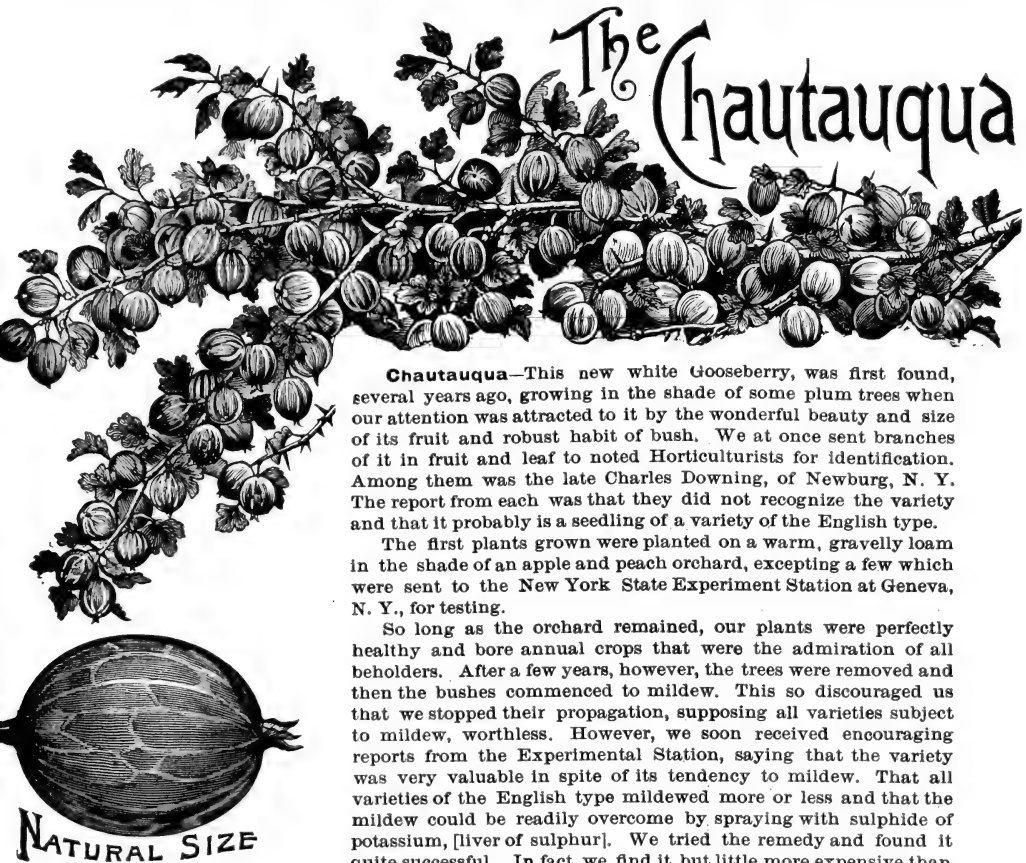 The Chautauqua
Chautauqua—This new white Gooseberry, was first found,
several years ago, growing in the shade of some plum trees when
our attention was attracted to it by the wonderful beauty and size
of its fruit and robust habit of bush. We at once sent branches
of it in fruit and leaf to noted Horticulturists for identification.
Among them was the late Charles Downing, of Newburg, N. Y.
The report from each was that they did not recognize the variety
and that it probably is a seedling of a variety of the English type.
The first plants grown were planted on a warm, gravelly loam
in the shade of an apple and peach orchard, excepting a few which
were sent to the New York State Experiment Station at Geneva,
N. Y., for testing.
So long as the orchard remained, our plants were perfectly
healthy and bore annual crops that were the admiration of all
beholders. After a few years, however, the trees were removed and
then the bushes commenced to mildew. This so discouraged us
that we stopped their propagation, supposing all varieties subject
to mildew, worthless. However, we soon received encouraging
reports from the Experimental Station, saying that the variety
was very valuable in spite of its tendency to mildew. That all
varieties of the English type mildewed more or less and that the
mildew could be readily overcome by spraying with sulphide of
potassium, [liver of sulphur]. We tried the remedy and found it
quite successful. In fact we find it but little more expensive than
NATURAL SIZE